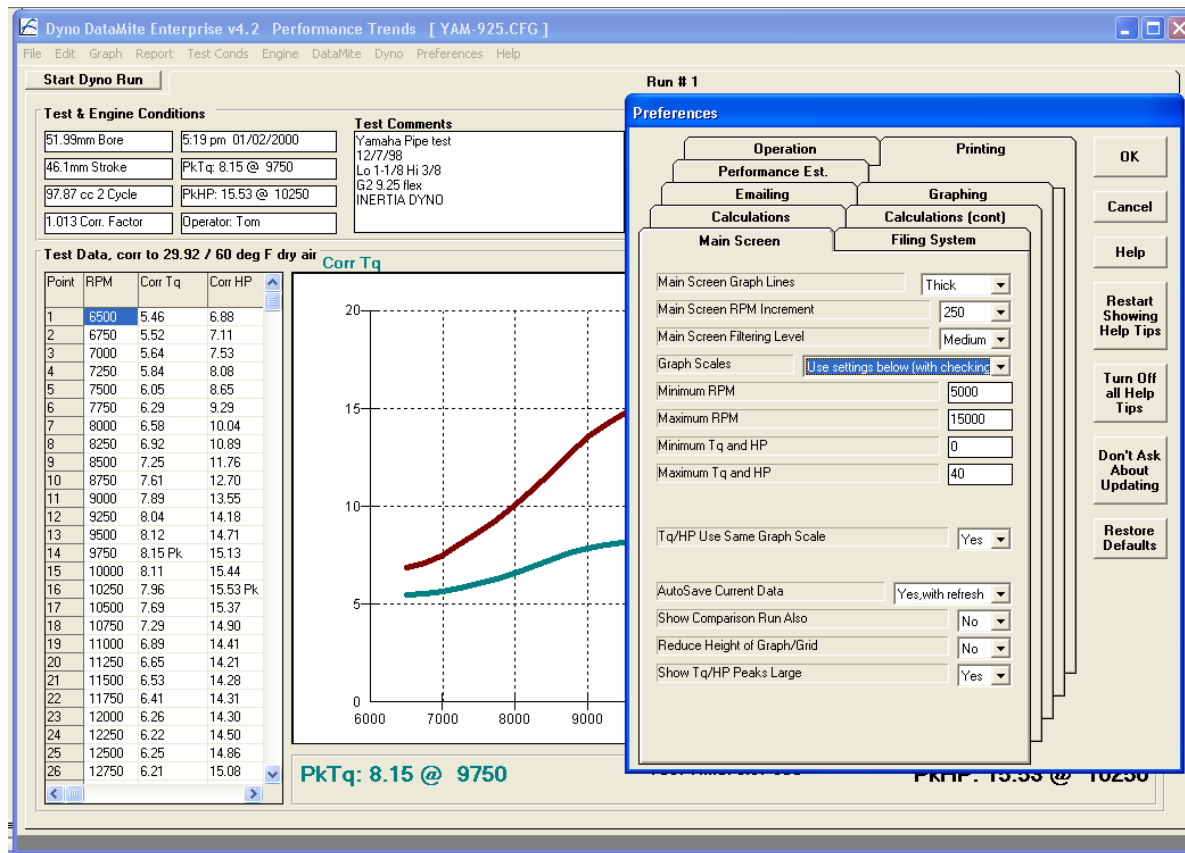 Dyno DataMite Enterprise v4.2 Performance Trends [ YAM-925.CFG ]
File Edit Graph Report Test Conds Engine DataMite Dyno Preferences Help
Start Dyno Run
Run # 1
Test & Engine Conditions
51.99mm Bore
5:19 pm 01/02/2000
46.1mm Stroke
PkTq: 8.15 @ 9750
97.87 cc 2 Cycle
PkHP: 15.53 @ 10250
1.013 Corr. Factor
Operator: Tom
Test Comments
Yamaha Pipe test
12/7/98
Lo 1-1/8 Hi 3/8
G2 9.25 flex
INERTIA DYNO
Test Data, corr to 29.92 / 60 deg F dry air
Point RPM Corr Tq Corr HP
1 6500 5.46 6.88
2 6750 5.52 7.11
3 7000 5.64 7.53
4 7250 5.84 8.08
5 7500 6.05 8.65
6 7750 6.29 9.29
7 8000 6.58 10.04
8 8250 6.92 10.89
9 8500 7.25 11.76
10 8750 7.61 12.70
11 9000 7.89 13.55
12 9250 8.04 14.18
13 9500 8.12 14.71
14 9750 8.15 Pk 15.13
15 10000 8.11 15.44
16 10250 7.96 15.53 Pk
17 10500 7.69 15.37
18 10750 7.29 14.90
19 11000 6.89 14.41
20 11250 6.65 14.21
21 11500 6.53 14.28
22 11750 6.41 14.31
23 12000 6.26 14.30
24 12250 6.22 14.50
25 12500 6.25 14.86
26 12750 6.21 15.08
Corr Tq
20
15
10
5
0
6000 7000 8000 9000
PkTq: 8.15 @ 9750
PkHP: 15.53 @ 10250
Preferences
Operation
Printing
Performance Est.
Emailing
Graphing
Calculations
Calculations (cont)
Main Screen
Filing System
Main Screen Graph Lines Thick
Main Screen RPM Increment 250
Main Screen Filtering Level Medium
Graph Scales Use settings below (with checking
Minimum RPM 5000
Maximum RPM 15000
Minimum Tq and HP 0
Maximum Tq and HP 40
Tq/HP Use Same Graph Scale Yes
AutoSave Current Data Yes,with refresh
Show Comparison Run Also No
Reduce Height of Graph/Grid No
Show Tq/HP Peaks Large Yes
OK
Cancel
Help
Restart
Showing
Help Tips
Turn Off
all Help
Tips
Don't Ask
About
Updating
Restore
Defaults